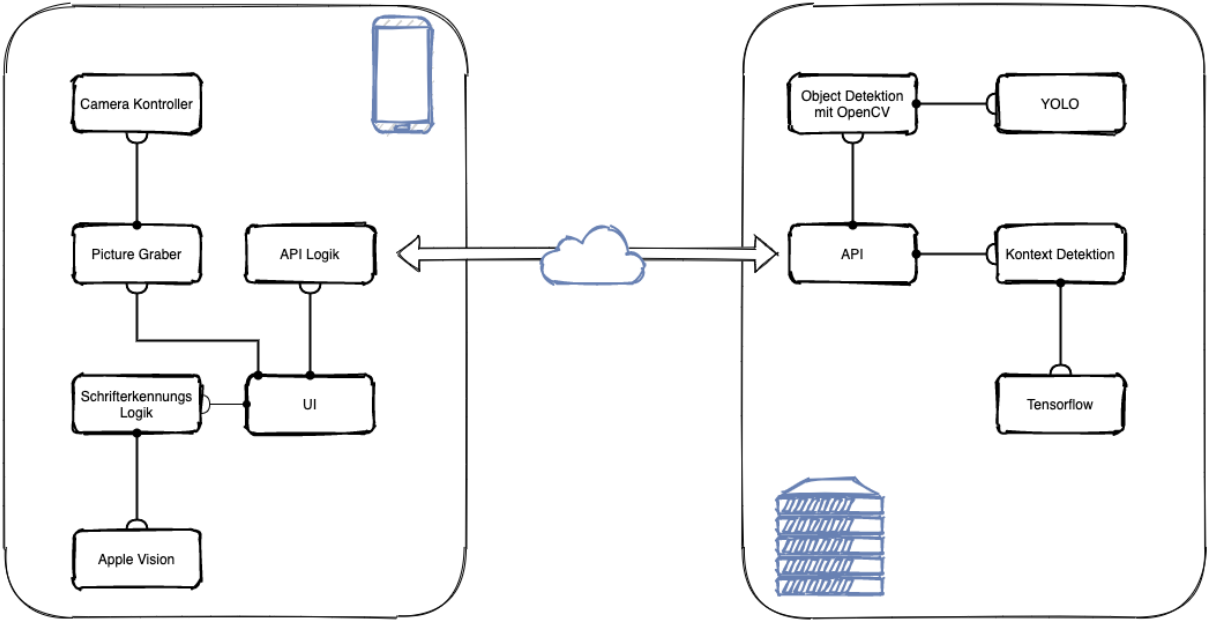 Camera Kontroller
Picture Graber
API Logik
Schrifterkennungs
Logik
UI
Apple Vision
Object Detektion
mit OpenCV
YOLO
API
Kontext Detektion
Tensorflow